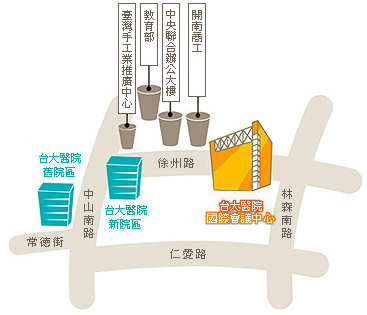 臺灣手工業推廣中心
教育部
中央聯合辦公大樓
開南商工
台大醫院
舊院區
徐州路
台大醫院
新院區
台大醫院
國際會議中心
中山南路
林森南路
常德街
仁愛路